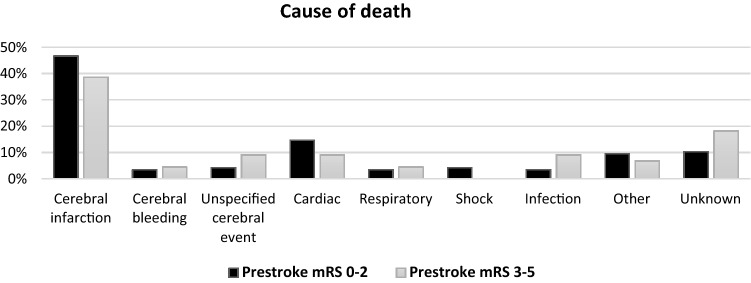 Cause of death
50%
40%
30%
20%
10%
0%
Cerebral infarction
Cerebral bleeding
Unspecified cerebral event
Cardiac
Respiratory
Shock
Infection
Other
Unknown
Prestroke mRS 0-2
Prestroke mRS 3-5